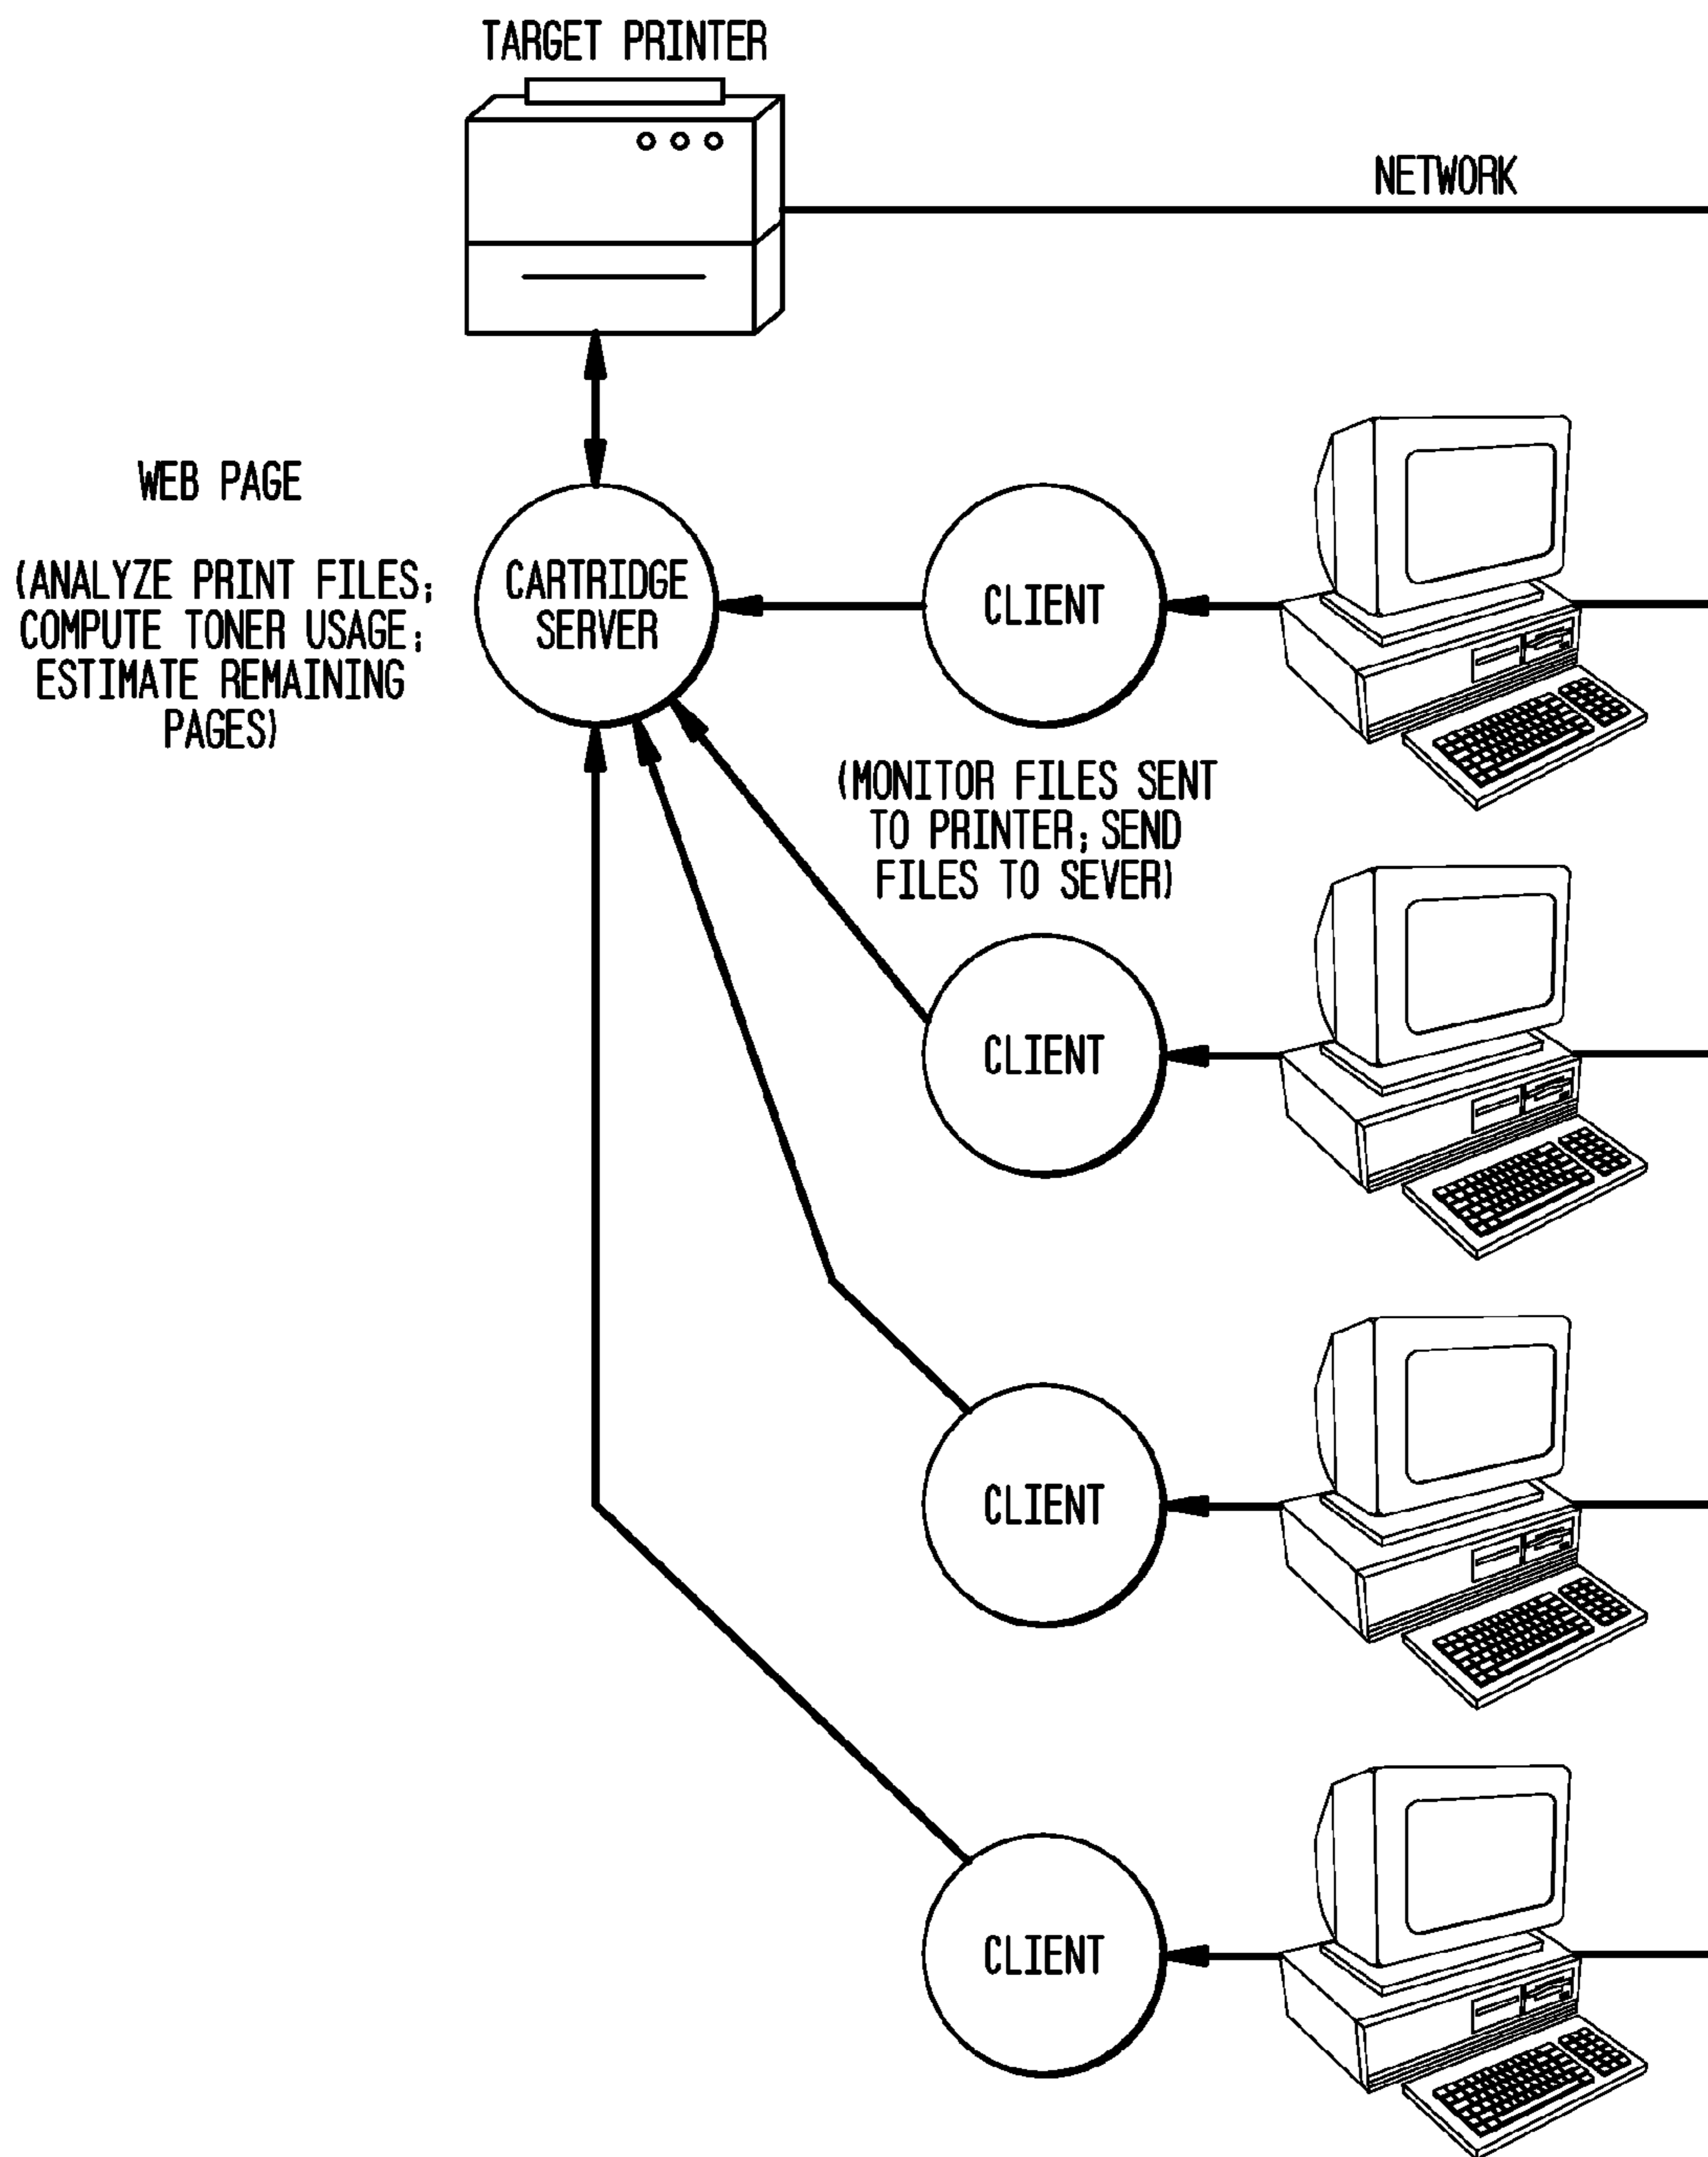 TARGET PRINTER
NETWORK
WEB PAGE
(ANALYZE PRINT FILES;
COMPUTE TONER USAGE;
ESTIMATE REMAINING
PAGES)
CARTRIDGE
SERVER
CLIENT
(MONITOR FILES SENT
TO PRINTER; SEND
FILES TO SEVER)
CLIENT
CLIENT
CLIENT